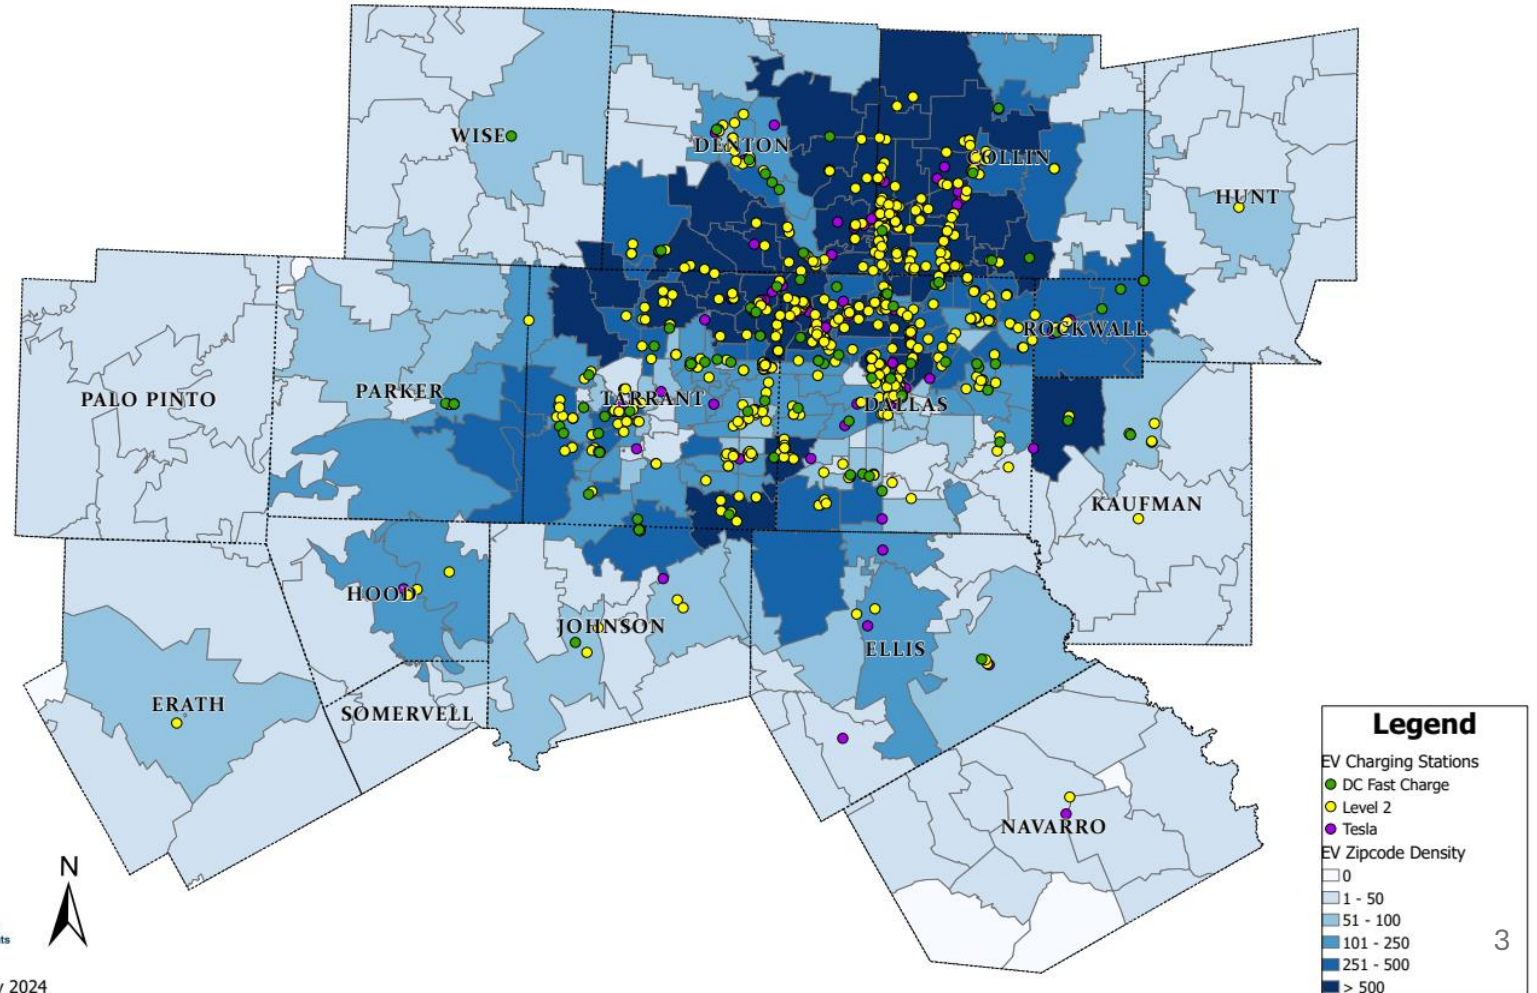 WISE
DENTON
COLLIN
HUNT
PALO PINTO
PARKER
TARRANT
DALLAS
ROCKWALL
KAUFMAN
HOOD
JOHNSON
ELLIS
ERATH
SOMERVELL
NAVARRO
N
ts
2024
Legend
EV Charging Stations
DC Fast Charge
Level 2
Tesla
EV Zipcode Density
0
1 - 50
51 - 100
101 - 250
251 - 500
> 500
3